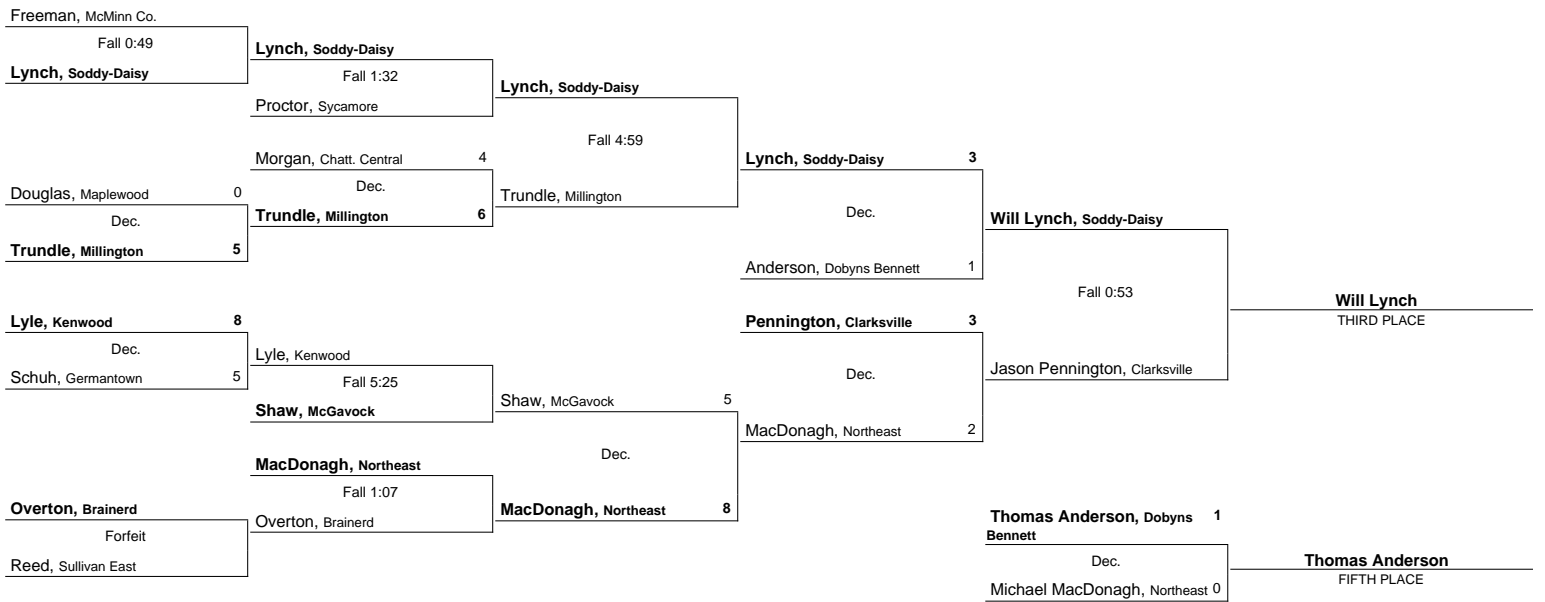 Freeman, McMinn Co.
Fall 0:49
Lynch, Soddy-Daisy
Lynch, Soddy-Daisy
Fall 1:32
Proctor, Sycamore
Lynch, Soddy-Daisy
Fall 4:59
Morgan, Chatt. Central 4
Dec.
Trundle, Millington 6
Trundle, Millington
Douglas, Maplewood 0
Dec.
Trundle, Millington 5
Lynch, Soddy-Daisy 3
Dec.
Anderson, Dobyns Bennett 1
Will Lynch, Soddy-Daisy
Fall 0:53
Jason Pennington, Clarksville
Will Lynch
THIRD PLACE
Lyle, Kenwood 8
Dec.
Schuh, Germantown 5
Lyle, Kenwood
Fall 5:25
Shaw, McGavock
Shaw, McGavock 5
Dec.
MacDonagh, Northeast 8
Pennington, Clarksville 3
Dec.
MacDonagh, Northeast 2
MacDonagh, Northeast
Fall 1:07
Overton, Brainerd
Overton, Brainerd
Forfeit
Reed, Sullivan East
Thomas Anderson, Dobyns 1
Bennett
Dec.
Michael MacDonagh, Northeast 0
Thomas Anderson
FIFTH PLACE